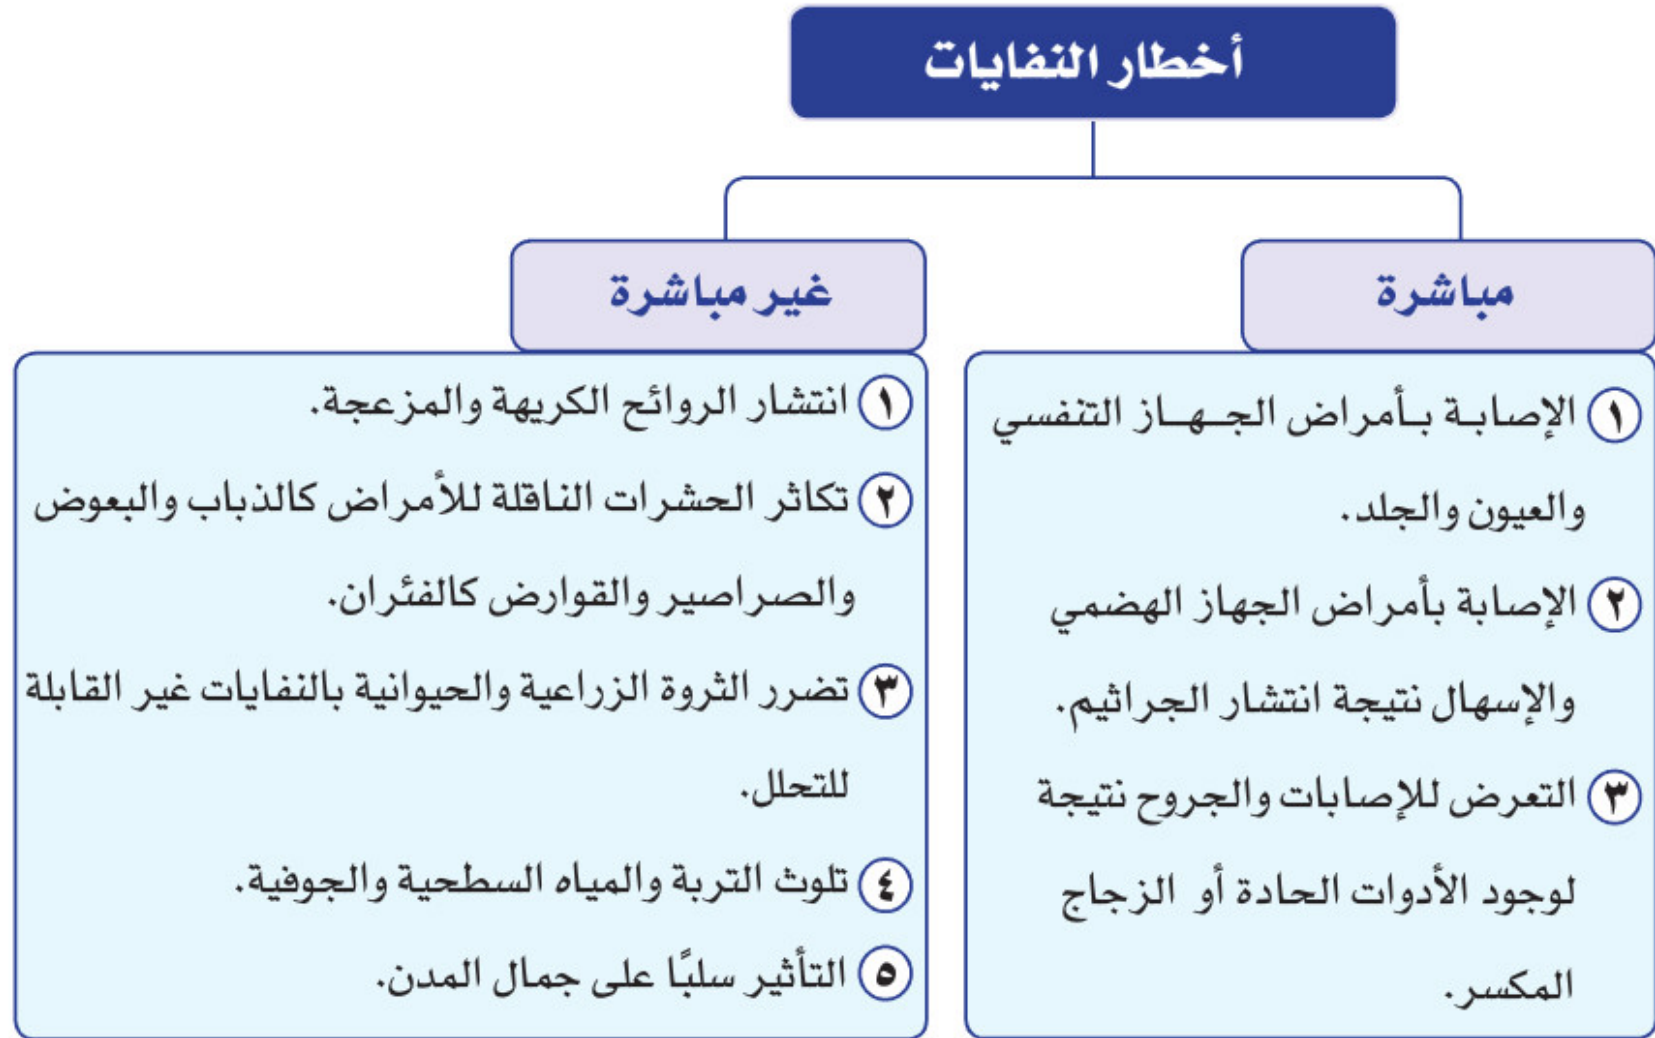 أخطار النفايات
مباشرة
١ الإصابة بأمراض الجهاز التنفسي
والعيون والجلد.
٢ الإصابة بأمراض الجهاز الهضمي
والإسهال نتيجة انتشار الجراثيم.
٣ التعرض للإصابات والجروح نتيجة
لوجود الأدوات الحادة أو الزجاج
المكسر.
غير مباشرة
١ انتشار الروائح الكريهة والمزعجة.
٢ تكاثر الحشرات الناقلة للأمراض كالذباب والبعوض
والصراصير والقوارض كالفئران.
٣ تضرر الثروة الزراعية والحيوانية بالنفايات غير القابلة
للتحلل.
٤ تلوث التربة والمياه السطحية والجوفية.
٥ التأثير سلبًا على جمال المدن.